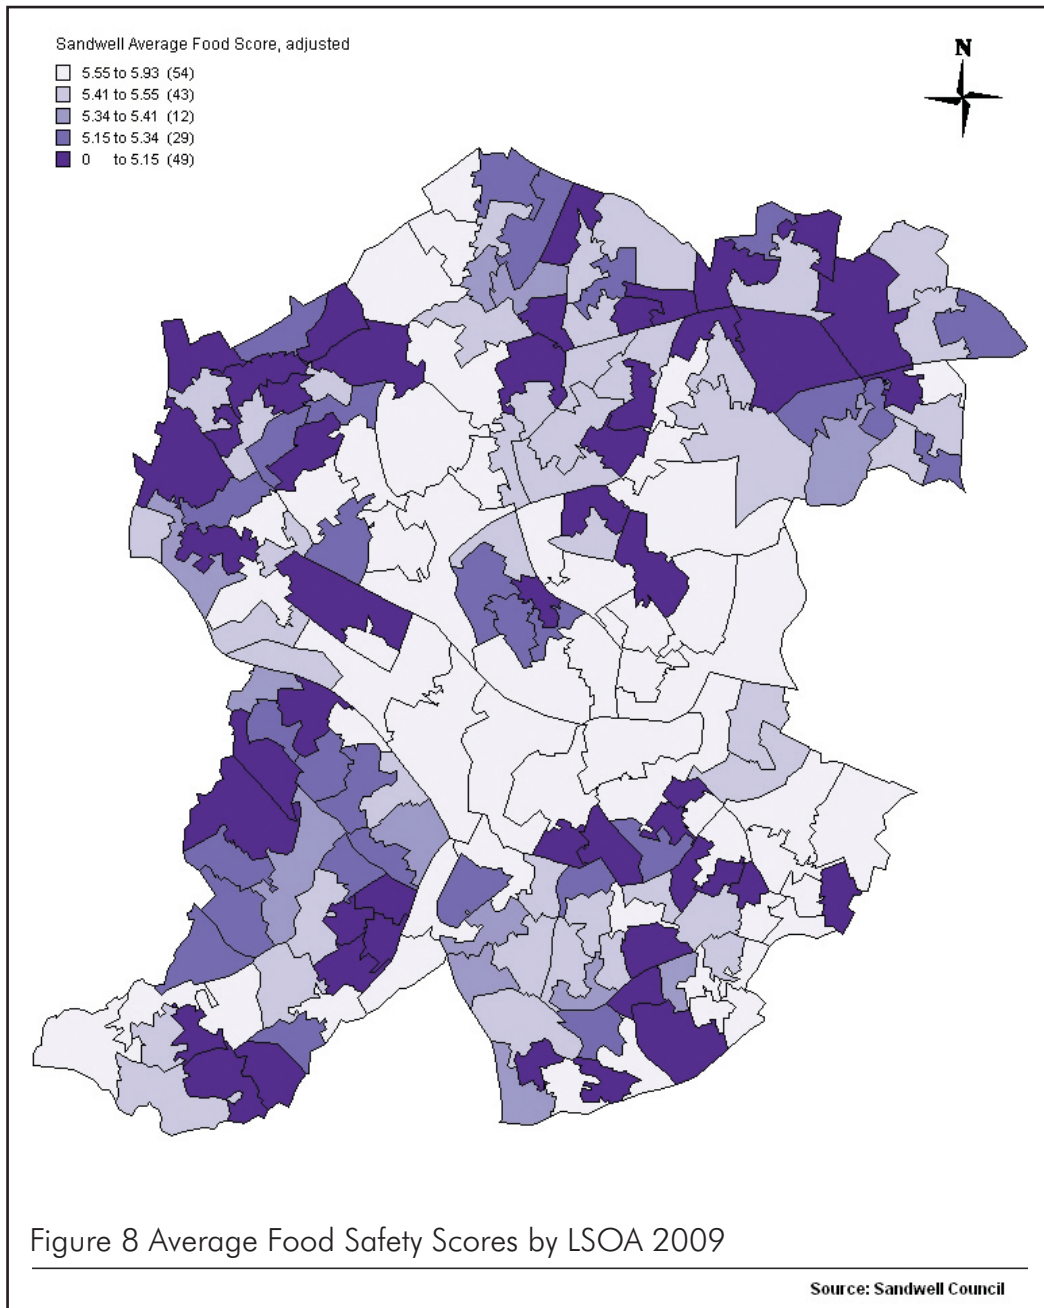 Sandwell Average Food Score, adjusted
5.55 to 5.93 (54)
5.41 to 5.55 (43)
5.34 to 5.41 (12)
5.15 to 5.34 (29)
0 to 5.15 (49)
N
Figure 8 Average Food Safety Scores by LSOA 2009
Source: Sandwell Council